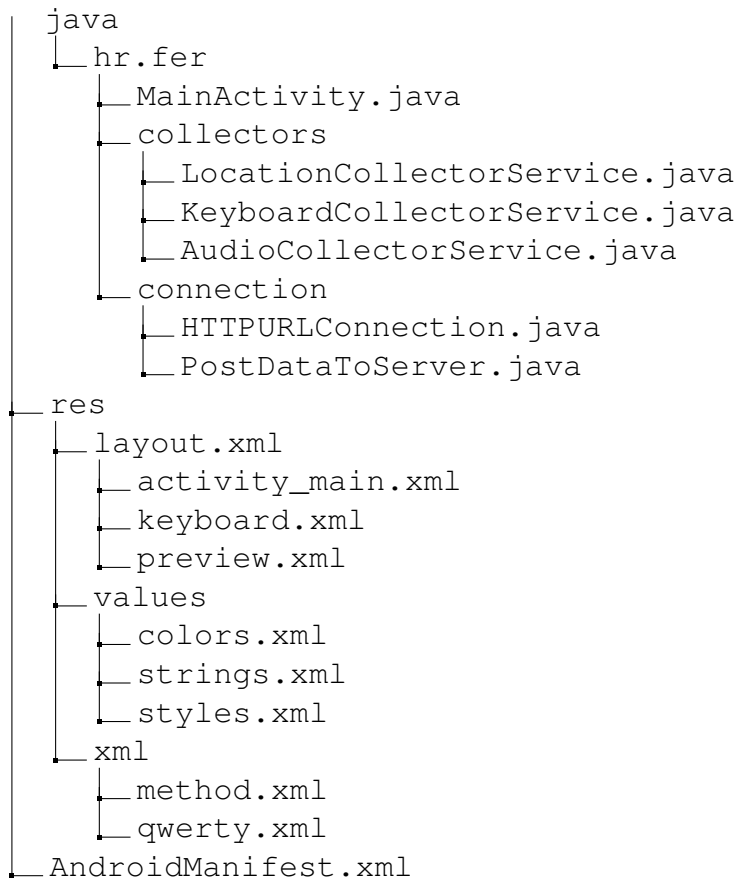 java
hr.fer
MainActivity.java
collectors
LocationCollectorService.java
KeyboardCollectorService.java
AudioCollectorService.java
connection
HTTPURLConnection.java
PostDataToServer.java
res
layout.xml
activity_main.xml
keyboard.xml
preview.xml
values
colors.xml
strings.xml
styles.xml
xml
method.xml
qwerty.xml
AndroidManifest.xml